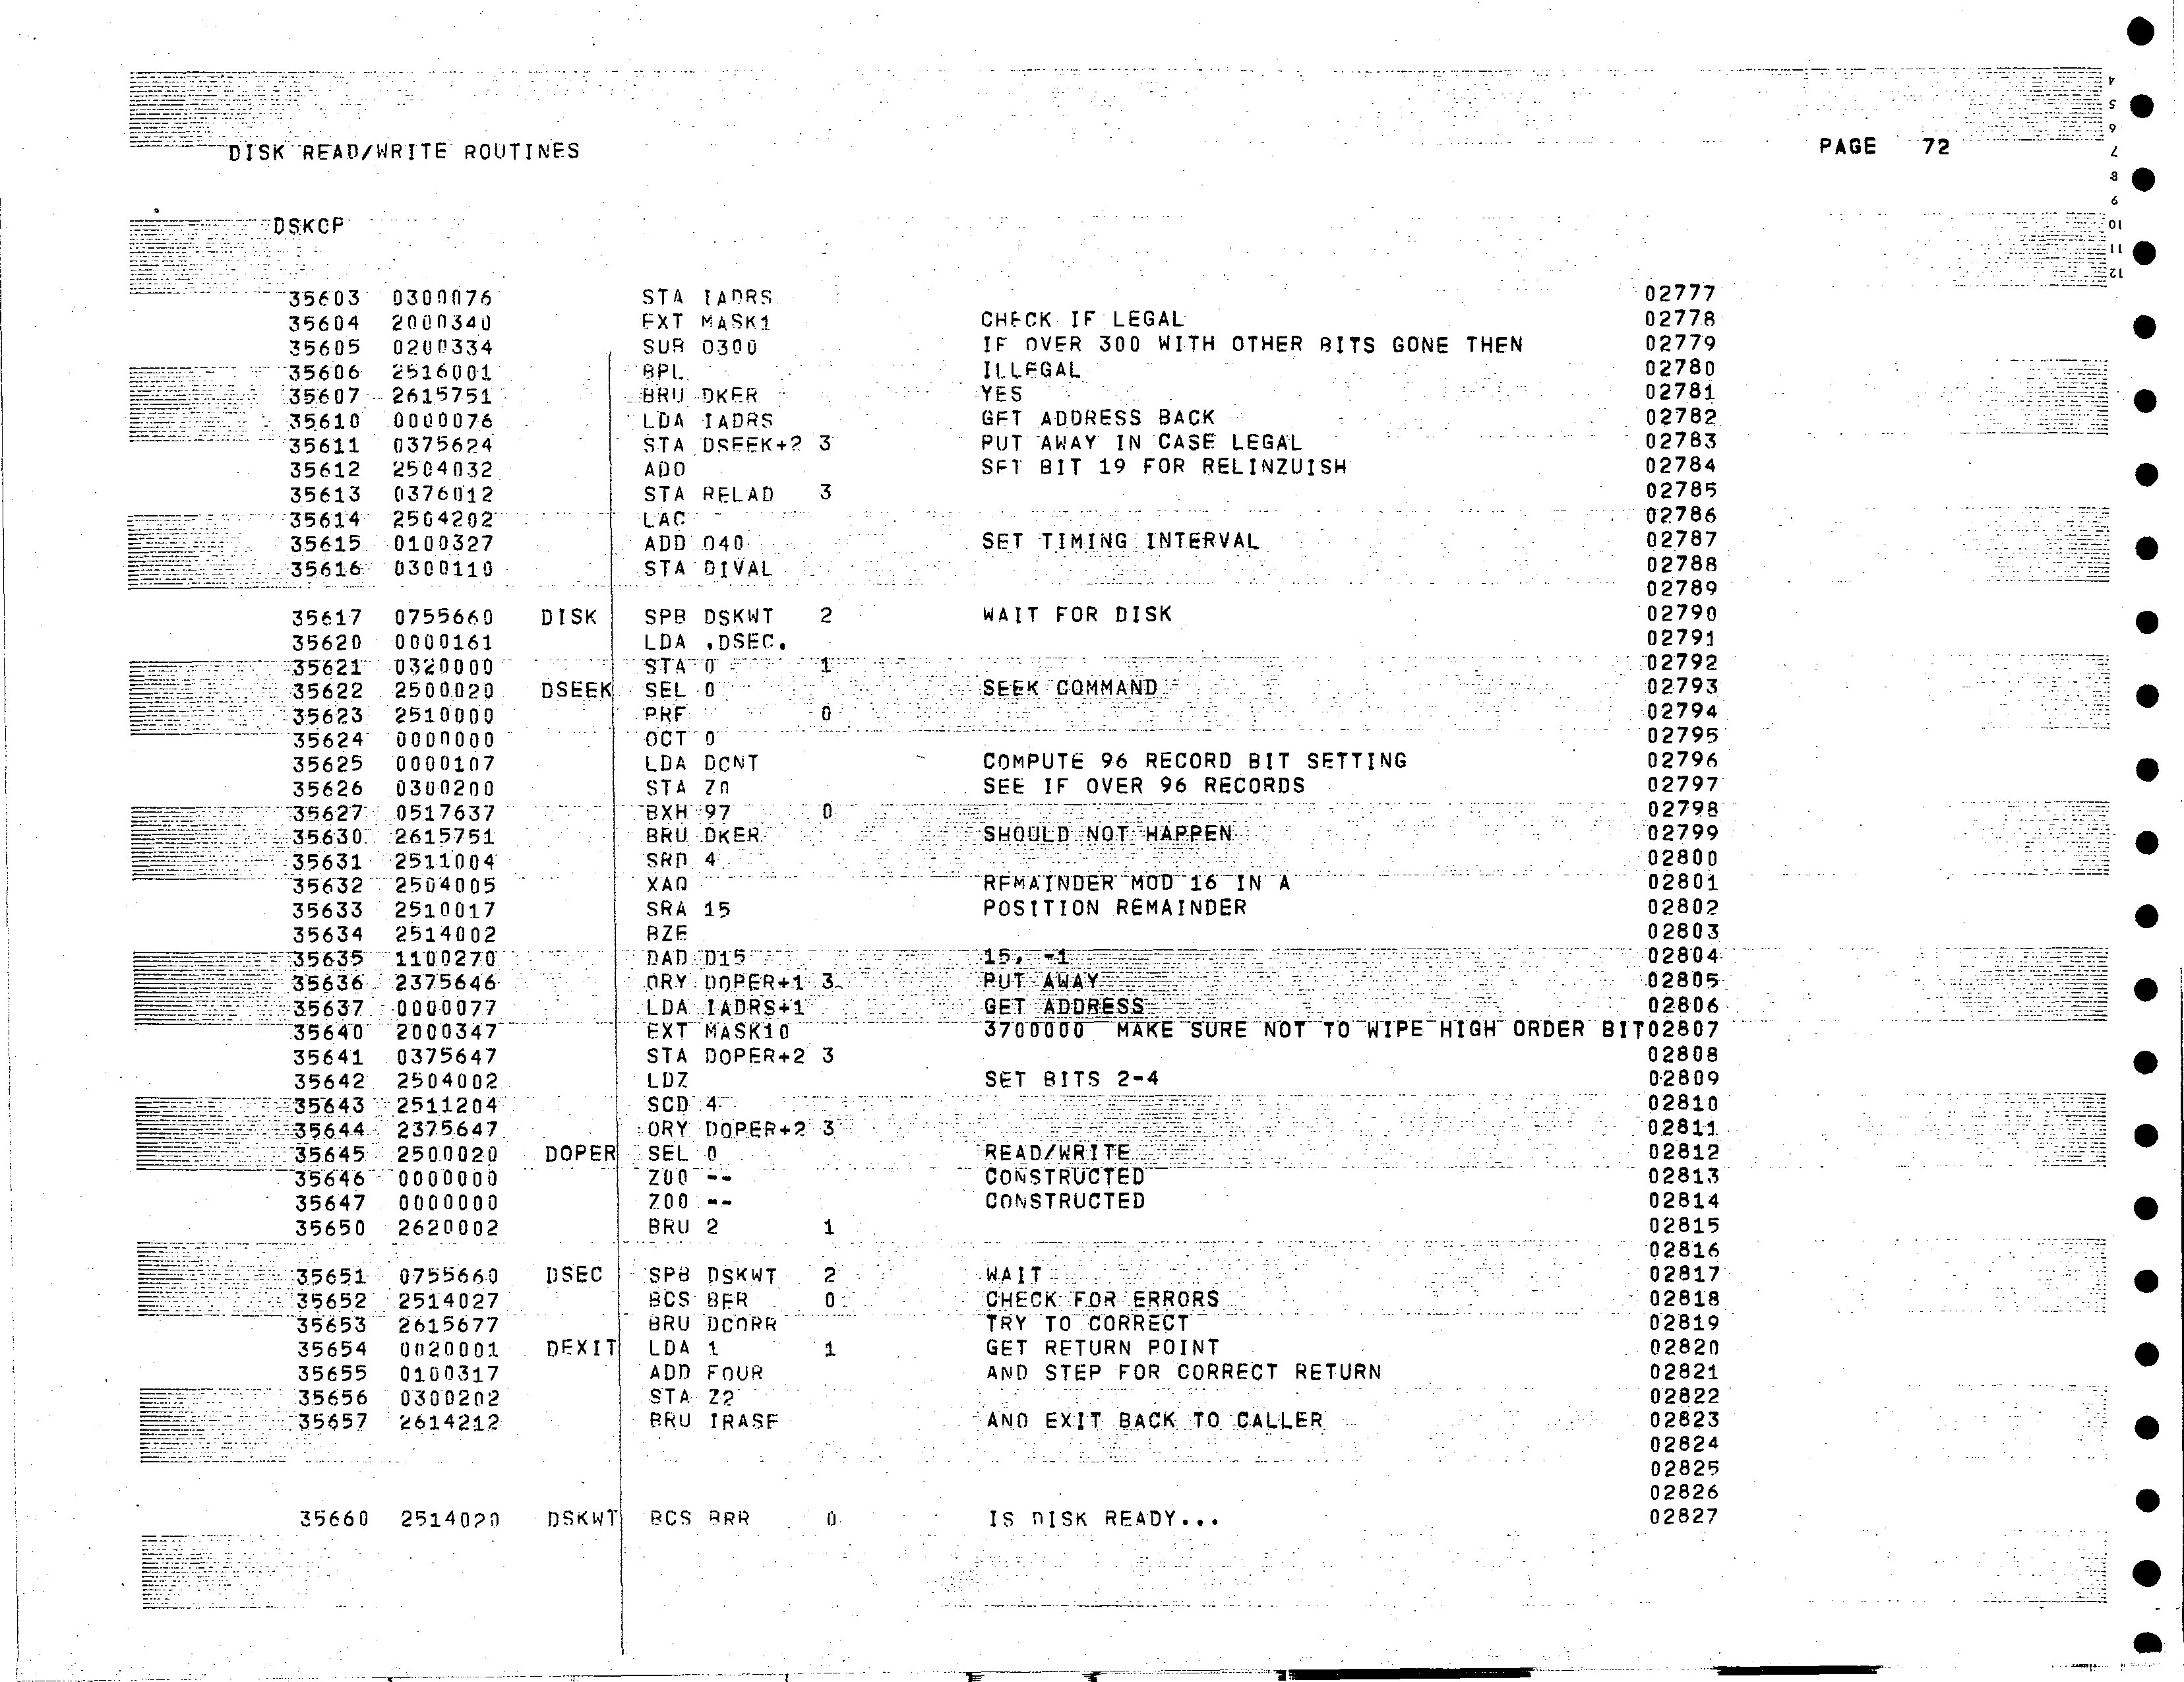 DISK READ/WRITE ROUTINES PAGE 72
DSKCP
35603 0300076 STA IADRS 02777
35604 2000340 EXT MASK1 CHECK IF LEGAL 02778
35605 0200334 SUB O300 IF OVER 300 WITH OTHER BITS GONE THEN 02779
35606 2516001 BPL ILLEGAL 02780
35607 2615751 BRU DKER YES 02781
35610 0000076 LDA IADRS GET ADDRESS BACK 02782
35611 0375624 STA DSEEK+2 3 PUT AWAY IN CASE LEGAL 02783
35612 2504032 ADO SET BIT 19 FOR RELINZUISH 02784
35613 0376012 STA RELAD 3 02785
35614 2504202 LAC 02786
35615 0100327 ADD O40 SET TIMING INTERVAL 02787
35616 0300110 STA DIVAL 02788
02789
35617 0755660 DISK SPB DSKWT 2 WAIT FOR DISK 02790
35620 0000161 LDA .DSEC. 02791
35621 0320000 STA 0 1 02792
35622 2500020 DSEEK SEL 0 SEEK COMMAND 02793
35623 2510000 PRF 0 02794
35624 0000000 OCT 0 02795
35625 0000107 LDA DCNT COMPUTE 96 RECORD BIT SETTING 02796
35626 0300200 STA Z0 SEE IF OVER 96 RECORDS 02797
35627 0517637 BXH 97 0 02798
35630 2615751 BRU DKER SHOULD NOT HAPPEN 02799
35631 2511004 SRD 4 02800
35632 2504005 XAQ REMAINDER MOD 16 IN A 02801
35633 2510017 SRA 15 POSITION REMAINDER 02802
35634 2514002 BZE 02803
35635 1100270 DAD D15 15, -1 02804
35636 2375646 ORY DOPER+1 3 PUT AWAY 02805
35637 0000077 LDA IADRS+1 GET ADDRESS 02806
35640 2000347 EXT MASK10 3700000 MAKE SURE NOT TO WIPE HIGH ORDER BIT02807
35641 0375647 STA DOPER+2 3 02808
35642 2504002 LDZ SET BITS 2-4 02809
35643 2511204 SCD 4 02810
35644 2375647 ORY DOPER+2 3 02811
35645 2500020 DOPER SEL 0 READ/WRITE 02812
35646 0000000 Z00 -- CONSTRUCTED 02813
35647 0000000 Z00 -- CONSTRUCTED 02814
35650 2620002 BRU 2 1 02815
02816
35651 0755660 DSEC SPB DSKWT 2 WAIT 02817
35652 2514027 BCS BER 0 CHECK FOR ERRORS 02818
35653 2615677 BRU DCORR TRY TO CORRECT 02819
35654 0020001 DEXIT LDA 1 1 GET RETURN POINT 02820
35655 0100317 ADD FOUR AND STEP FOR CORRECT RETURN 02821
35656 0300202 STA Z2 02822
35657 2614212 BRU IRASE AND EXIT BACK TO CALLER 02823
02824
02825
02826
35660 2514020 DSKWT BCS BRR 0 IS DISK READY... 02827
4
5
6
7
8
9
10
11
12